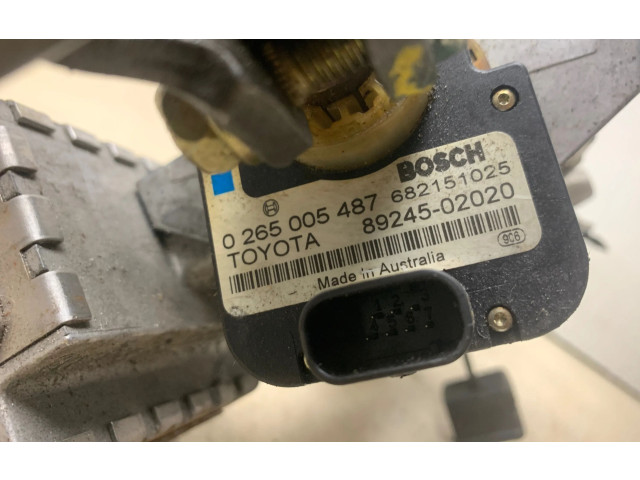 BOSCH
0 265 005 487 682151025
TOYOTA 89245-02020
906
Made in Australia